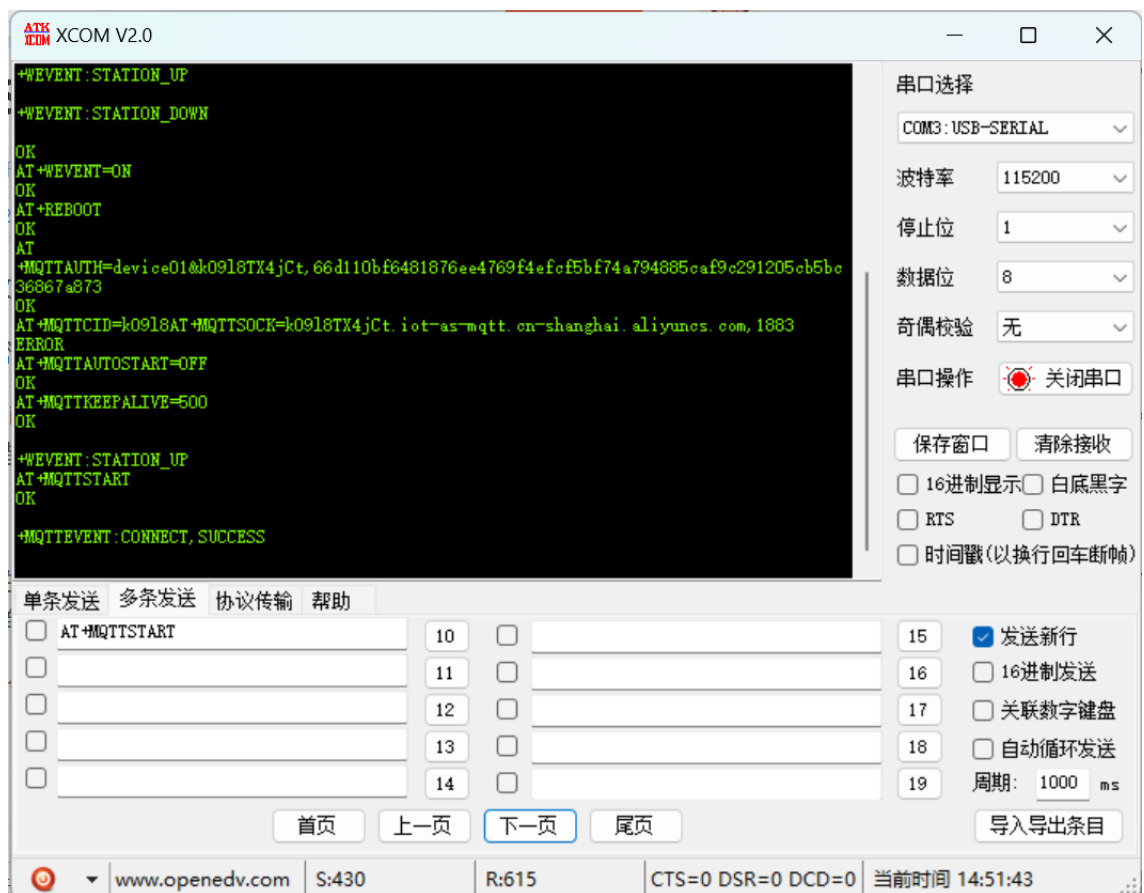 ATK XCOM XCOM V2.0
+WEVENT:STATION_UP
+WEVENT:STATION_DOWN
OK
AT+WEVENT=ON
OK
AT+REBOOT
OK
AT
+MQTTAUTH=device01&k09l8TX4jCt,66d110bf6481876ee4769f4efcf5bf74a794885caf9c291205cb5bc
36867a873
OK
AT+MQTTCID=k09l8AT+MQTTSOCK=k09l8TX4jCt.iot-as-mqtt.cn-shanghai.aliyuncs.com,1883
ERROR
AT+MQTTAUTOSTART=OFF
OK
AT+MQTTKEEPALIVE=500
OK
+WEVENT:STATION_UP
AT+MQTTSTART
OK
+MQTTEVENT:CONNECT,SUCCESS
串口选择
COM3:USB-SERIAL
波特率 115200
停止位 1
数据位 8
奇偶校验 无
串口操作 关闭串口
保存窗口 清除接收
16进制显示 白底黑字
RTS DTR
时间戳(以换行回车断帧)
单条发送 多条发送 协议传输 帮助
AT+MQTTSTART 10 15 发送新行
11 16 16进制发送
12 17 关联数字键盘
13 18 自动循环发送
14 19 周期: 1000 ms
首页 上一页 下一页 尾页 导入导出条目
www.openedv.com S:430 R:615 CTS=0 DSR=0 DCD=0 当前时间 14:51:43